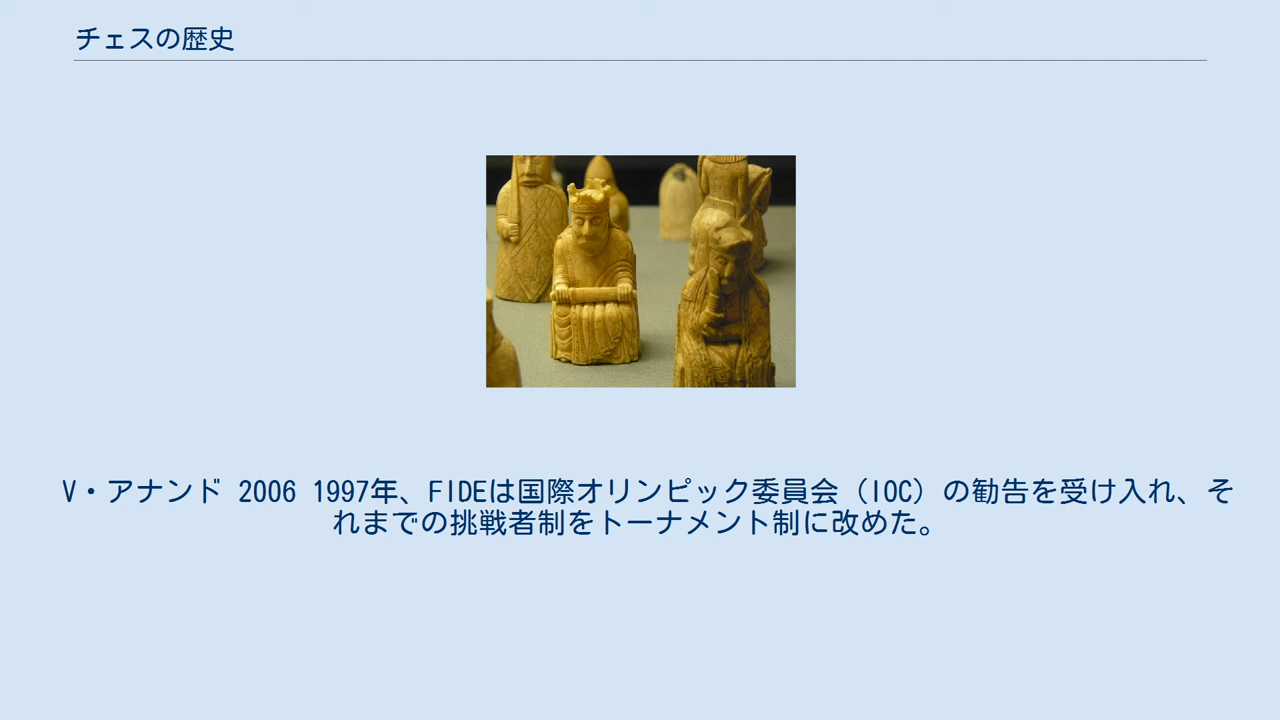 チェスの歴史
V・アナンド 2006 1997年、FIDEは国際オリンピック委員会（IOC）の勧告を受け入れ、そ
れまでの挑戦者制をトーナメント制に改めた。